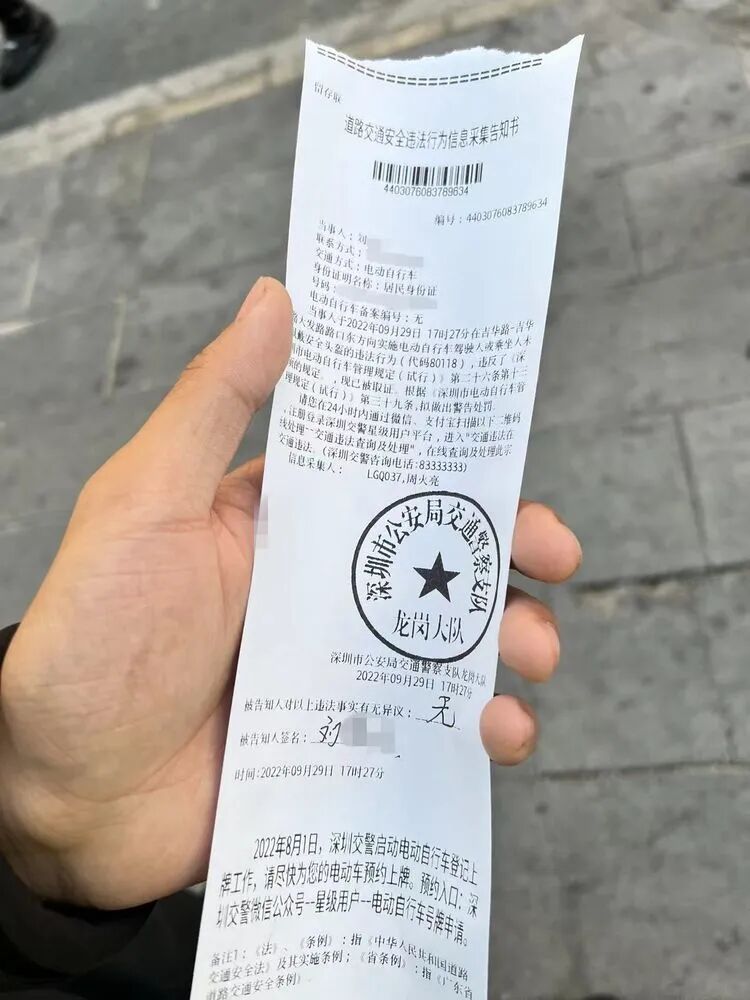 留存联
道路交通安全违法行为信息采集告知书
4403076083789634
编号：4403076083789634
当事人：刘
联系方式：
交通方式：电动自行车
身份证明名称：居民身份证
号码：
电动自行车备案编号：无
当事人于2022年09月29日 17时27分在吉华路-吉华
路人发路路口东方向实施电动自行车驾驶人或乘坐人未
戴安全头盔的违法行为（代码80118），违反了《深
圳市电动自行车管理规定（试行）》第二十六条第十三
项的规定。，现已被取证。根据《深圳市电动自行车管
理规定（试行）》第三十九条，拟做出警告处罚。
请您在24小时内通过微信、支付宝扫描以下二维码
，注册登录深圳交警星级用户平台，进入"交通违法在
线处理--交通违法查询及处理"，在线查询及处理此宗
交通违法。（深圳交警咨询电话:83333333）
信息采集人： LGQ037,周火亮
深圳市公安局交通警察支队
龙岗大队
深圳市公安局交通警察支队龙岗大队
2022年09月29日 17时27分
被告知人对以上违法事实有无异议：无
被告知人签名：刘
时间:2022年09月29日 17时27分
2022年8月1日，深圳交警启动电动自行车登记上
牌工作，请尽快为您的电动车预约上牌。预约入口：深
圳交警微信公众号--星级用户--电动自行车号牌申请。
备注1：《法》、《条例》：指《中华人民共和国道路
交通安全法》及其实施条例；《省条例》：指《广东省
道路交通安全条例》